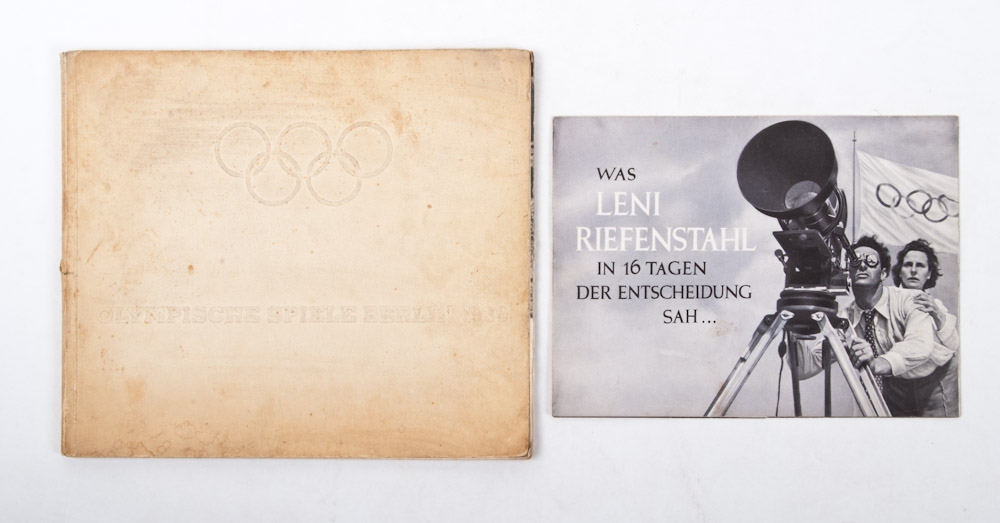 OLYMPISCHE SPIELE BERLIN 1936
WAS
LENI
RIEFENSTAHL
IN 16 TAGEN
DER ENTSCHEIDUNG
SAH...